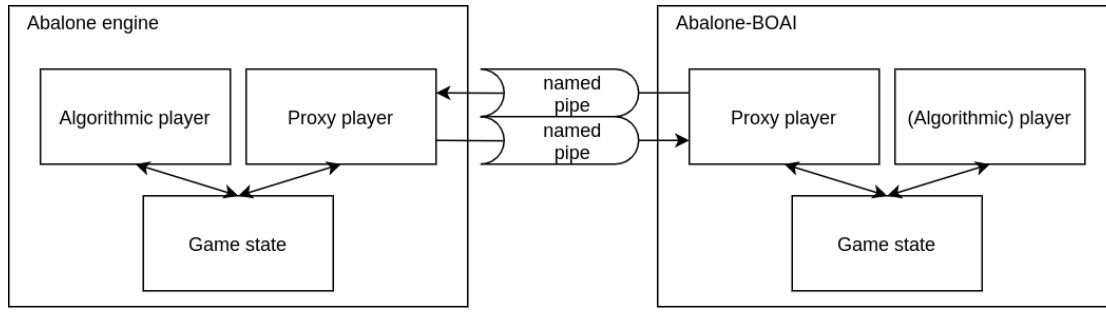 Abalone engine
Abalone-BOAI
Algorithmic player
Proxy player
named
pipe
named
pipe
Proxy player
(Algorithmic) player
Game state
Game state